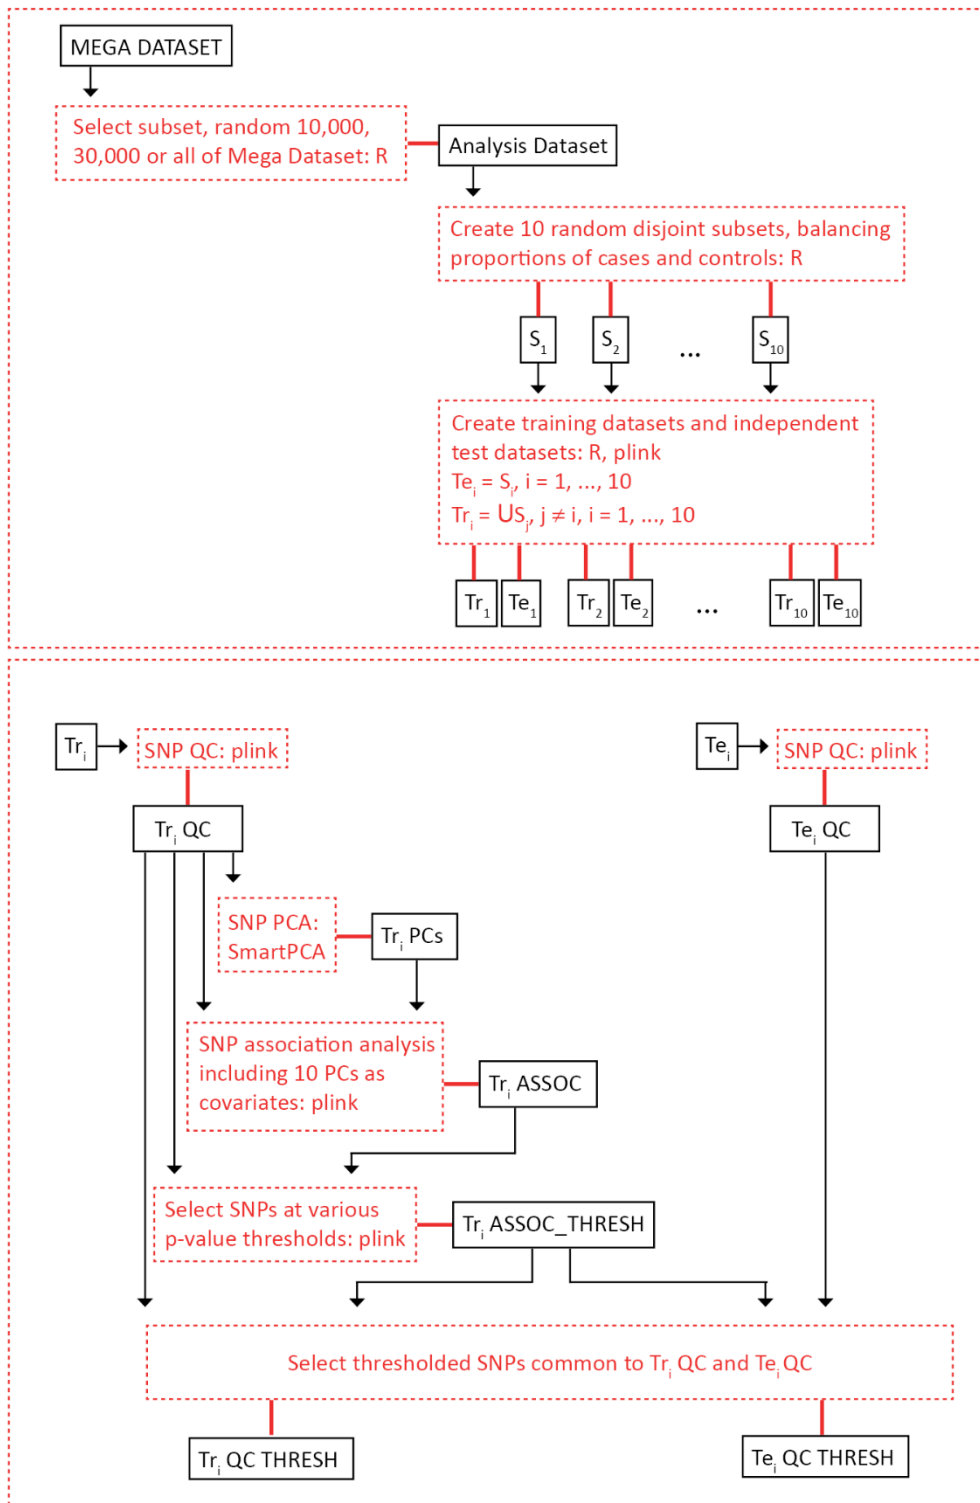 MEGA DATASET
Select subset, random 10,000,
30,000 or all of Mega Dataset: R
Analysis Dataset
Create 10 random disjoint subsets, balancing
proportions of cases and controls: R
S1 S2 ... S10
Create training datasets and independent
test datasets: R, plink
Tei = Si, i = 1, ..., 10
Tri = USj, j ≠ i, i = 1, ..., 10
Tr1 Te1 Tr2 Te2 ... Tr10 Te10
Tri SNP QC: plink Tei SNP QC: plink
Tri QC Tei QC
SNP PCA:
SmartPCA
Tri PCs
SNP association analysis
including 10 PCs as
covariates: plink
Tri ASSOC
Select SNPs at various
p-value thresholds: plink
Tri ASSOC_THRESH
Select thresholded SNPs common to Tri QC and Tei QC
Tri QC THRESH Tei QC THRESH